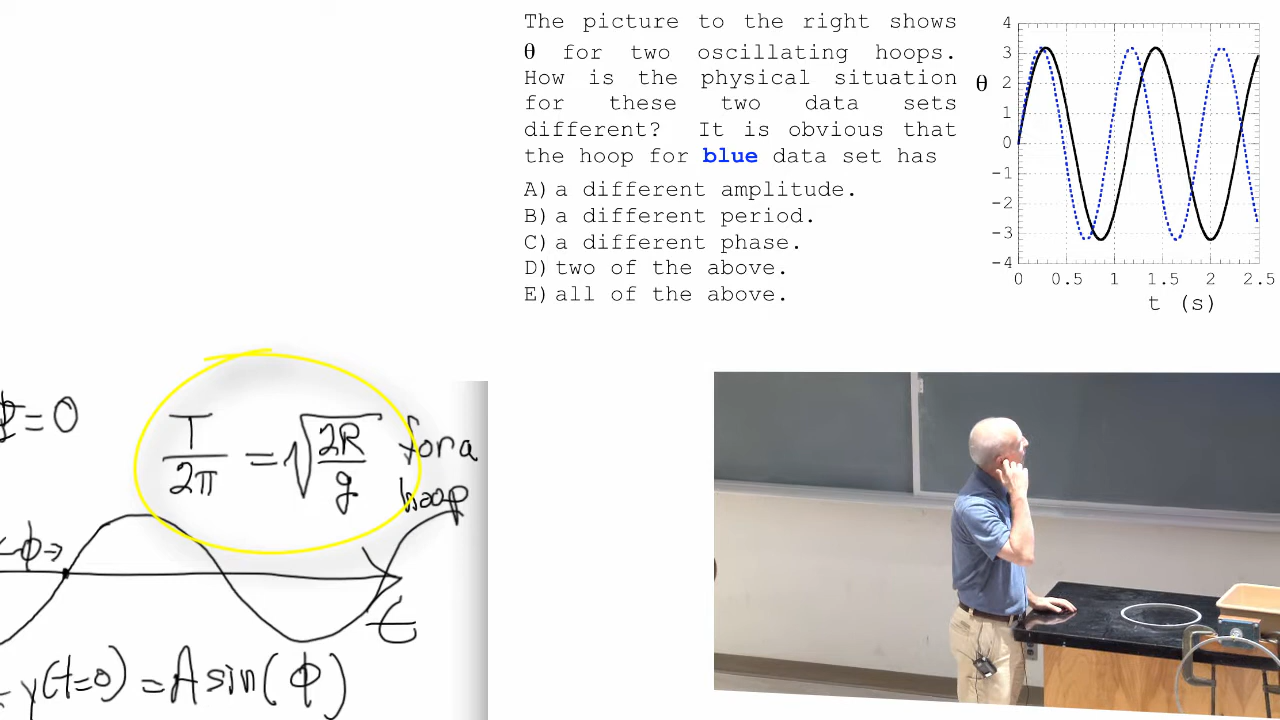 The picture to the right shows
θ for two oscillating hoops.
How is the physical situation
for these two data sets
different? It is obvious that
the hoop for blue data set has
A) a different amplitude.
B) a different period.
C) a different phase.
D) two of the above.
E) all of the above.
4
3
2
1
0
-1
-2
-3
-4
θ
0 0.5 1 1.5 2 2.5
t (s)
Φ = 0
T/2π = √(2R/g) for a
hoop
←ϕ→
t
y(t=0) = A sin(ϕ)